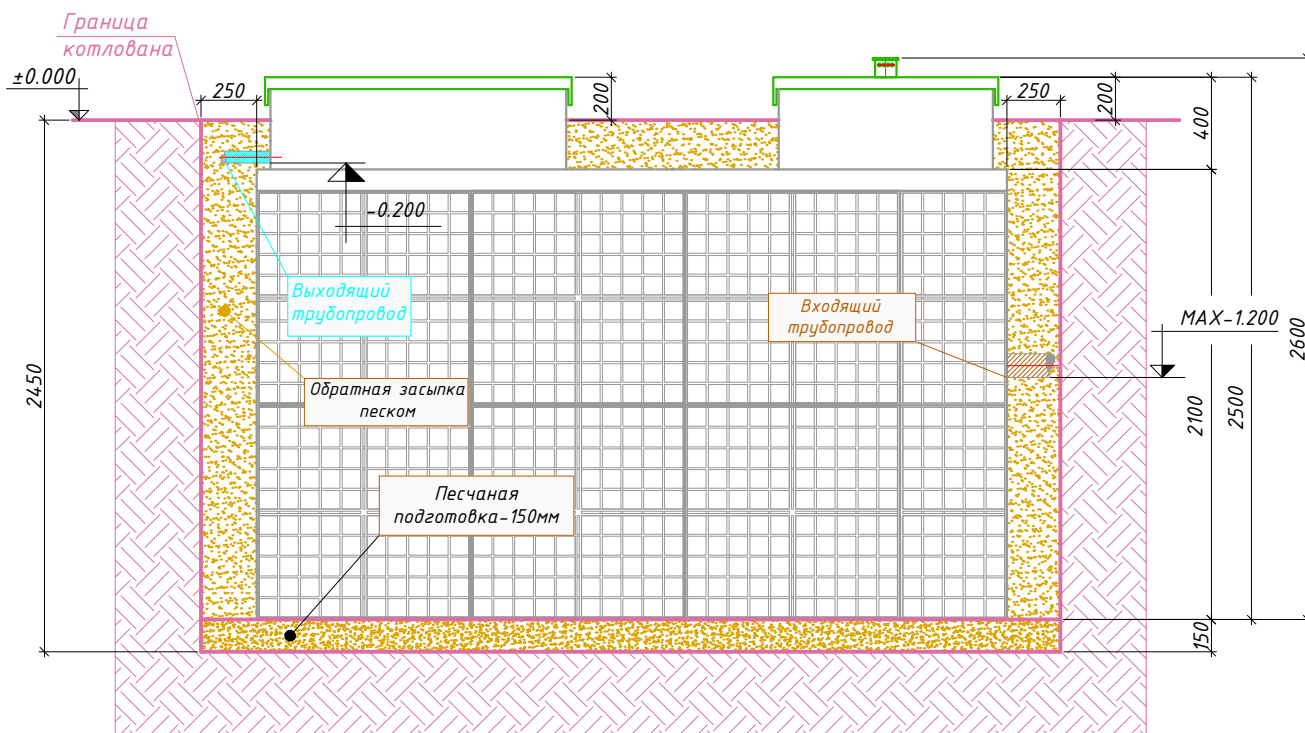 Граница
котлована
±0.000
250
200
250
200
400
-0.200
Выходящий
трубопровод
Входящий
трубопровод
MAX-1.200
2600
2450
Обратная засыпка
песком
2100
2500
Песчаная
подготовка-150мм
150